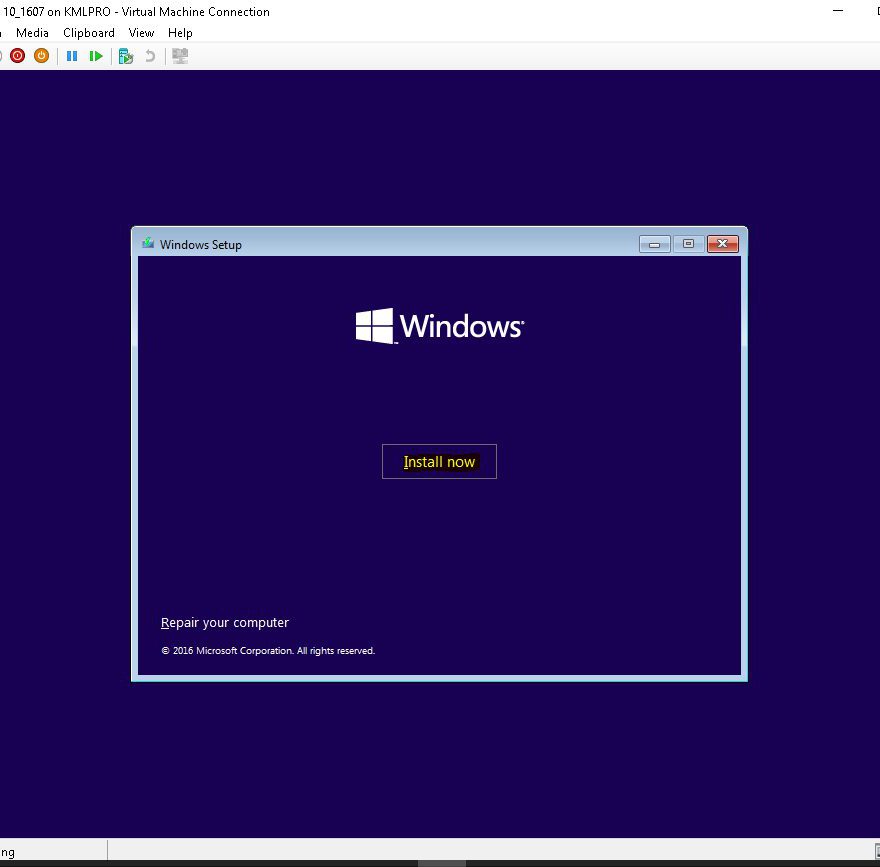 10_1607 on KMLPRO - Virtual Machine Connection
Media Clipboard View Help
Windows Setup
Windows
Install now
Repair your computer
© 2016 Microsoft Corporation. All rights reserved.
ng